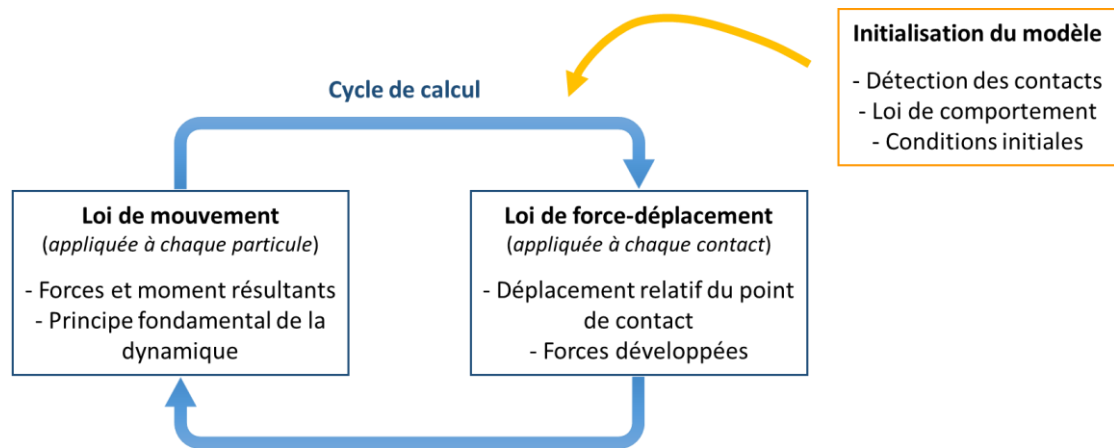 Initialisation du modèle
- Détection des contacts
- Loi de comportement
- Conditions initiales
Cycle de calcul
Loi de mouvement
(appliquée à chaque particule)
- Forces et moment résultants
- Principe fondamental de la
dynamique
Loi de force-déplacement
(appliquée à chaque contact)
- Déplacement relatif du point
de contact
- Forces développées